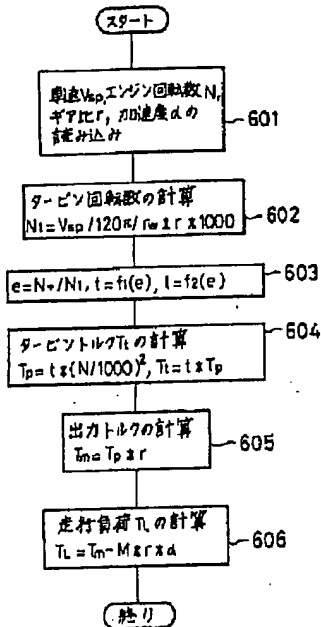 スタート
車速Vsp,エンジン回転数N,
ギア比r, 加速度αの
読み込み
601
タービン回転数の計算
Nt=Vsp/120π/rw*r*1000
602
e=N+/Nt, t=f1(e), l=f2(e)
603
604
タービントルクTtの計算
Tp=t*(N/1000)², Tt=t*Tp
出力トルクの計算
Tm=Tp*r
605
走行負荷TLの計算
TL=Tm-M*r*α
606
終り